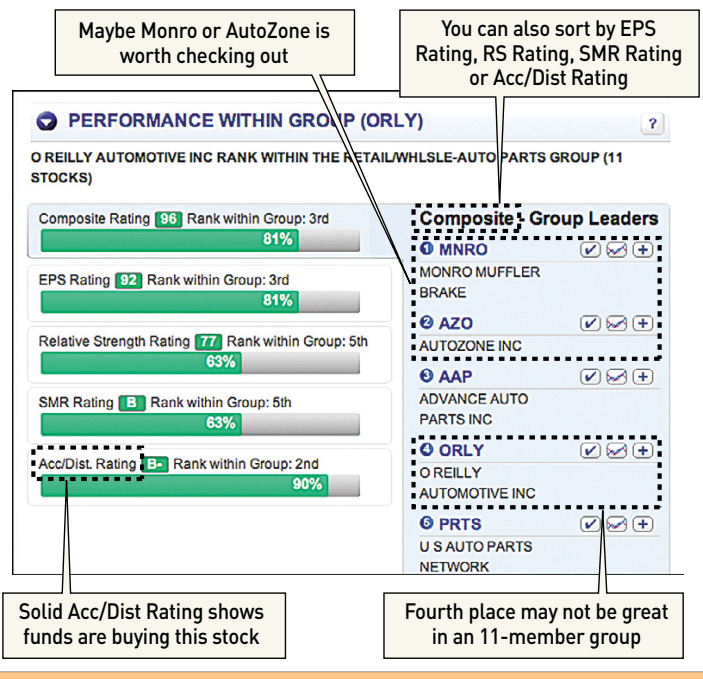 Maybe Monro or AutoZone is
worth checking out
You can also sort by EPS
Rating, RS Rating, SMR Rating
or Acc/Dist Rating
PERFORMANCE WITHIN GROUP (ORLY)
?
O REILLY AUTOMOTIVE INC RANK WITHIN THE RETAIL/WHLSLE-AUTO PARTS GROUP (11
STOCKS)
Composite Rating 96 Rank within Group: 3rd
81%
EPS Rating 92 Rank within Group: 3rd
81%
Relative Strength Rating 77 Rank within Group: 5th
63%
SMR Rating B Rank within Group: 5th
63%
Acc/Dist. Rating B- Rank within Group: 2nd
90%
Composite - Group Leaders
1 MNRO
MONRO MUFFLER
BRAKE
2 AZO
AUTOZONE INC
3 AAP
ADVANCE AUTO
PARTS INC
4 ORLY
O REILLY
AUTOMOTIVE INC
5 PRTS
U S AUTO PARTS
NETWORK
Solid Acc/Dist Rating shows
funds are buying this stock
Fourth place may not be great
in an 11-member group